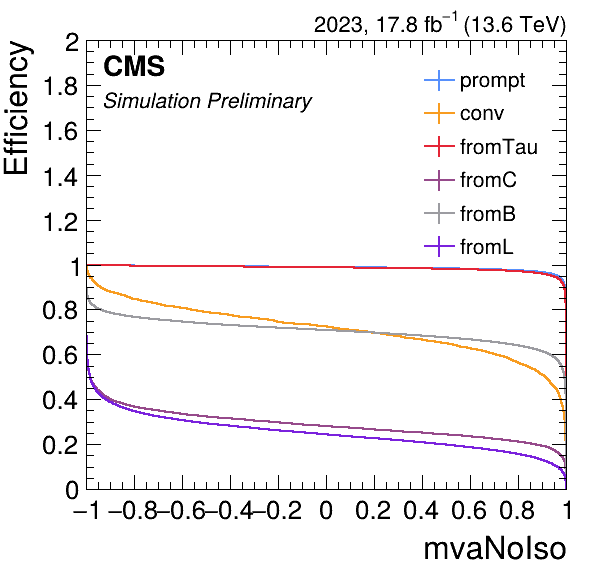 2023, 17.8 fb⁻¹ (13.6 TeV)
CMS
Simulation Preliminary
prompt
conv
fromTau
fromC
fromB
fromL
Efficiency
2
1.8
1.6
1.4
1.2
1
0.8
0.6
0.4
0.2
0
−1 −0.8 −0.6 −0.4 −0.2 0 0.2 0.4 0.6 0.8 1
mvaNoIso